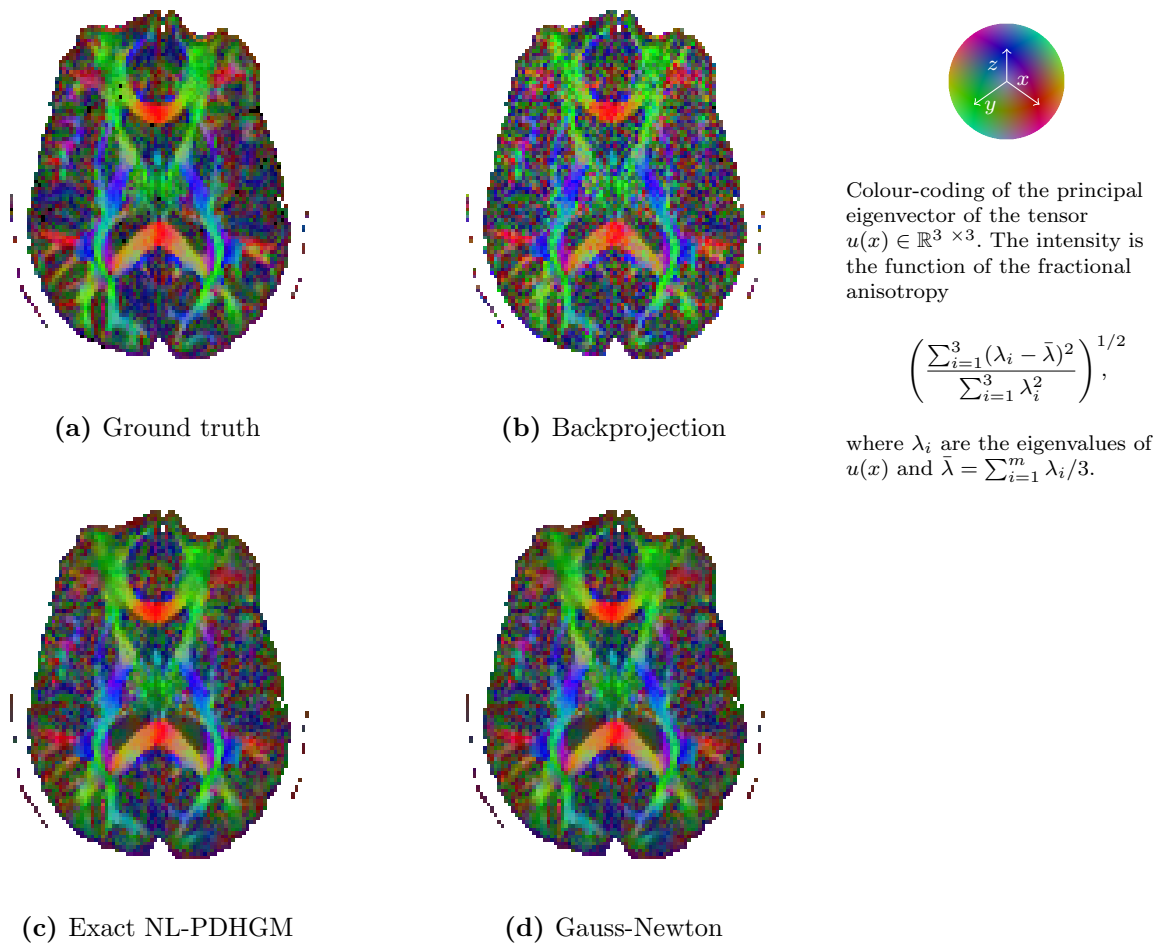 z
x
y
Colour-coding of the principal
eigenvector of the tensor
u(x) ∈ ℝ^{3 ×3}. The intensity is
the function of the fractional
anisotropy
( ∑_{i=1}^{3}(λ_i − λ̄)^2 / ∑_{i=1}^{3} λ_i^2 )^{1/2},
where λ_i are the eigenvalues of
u(x) and λ̄ = ∑_{i=1}^{m} λ_i/3.
(a) Ground truth
(b) Backprojection
(c) Exact NL-PDHGM
(d) Gauss-Newton